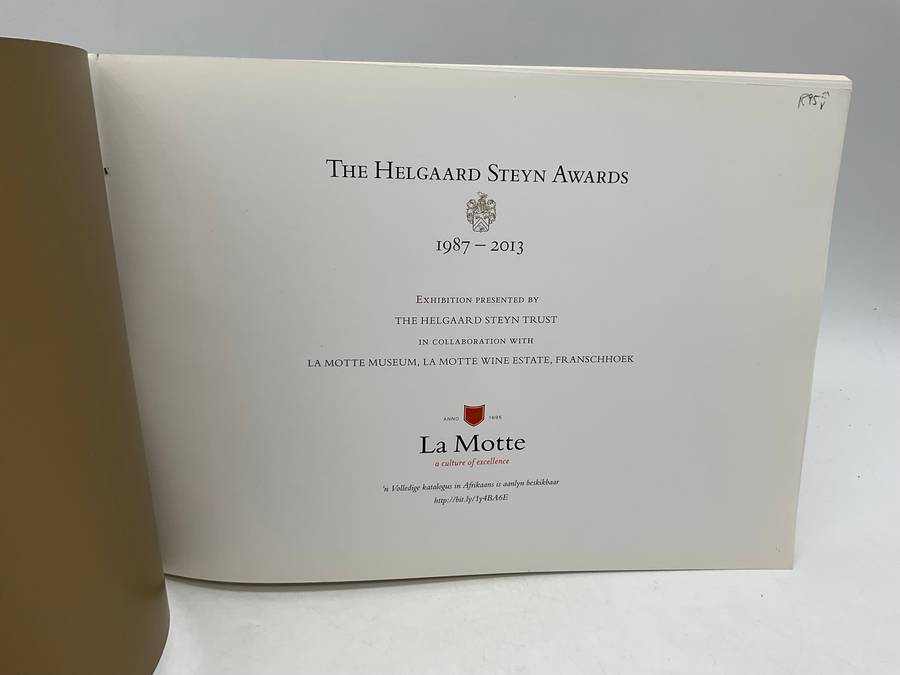 R95
THE HELGAARD STEYN AWARDS
1987 – 2013
EXHIBITION PRESENTED BY
THE HELGAARD STEYN TRUST
IN COLLABORATION WITH
LA MOTTE MUSEUM, LA MOTTE WINE ESTATE, FRANSCHHOEK
ANNO 1695
La Motte
a culture of excellence
'n Volledige katalogus in Afrikaans is aanlyn beskikbaar
http://bit.ly/1y4BA6E